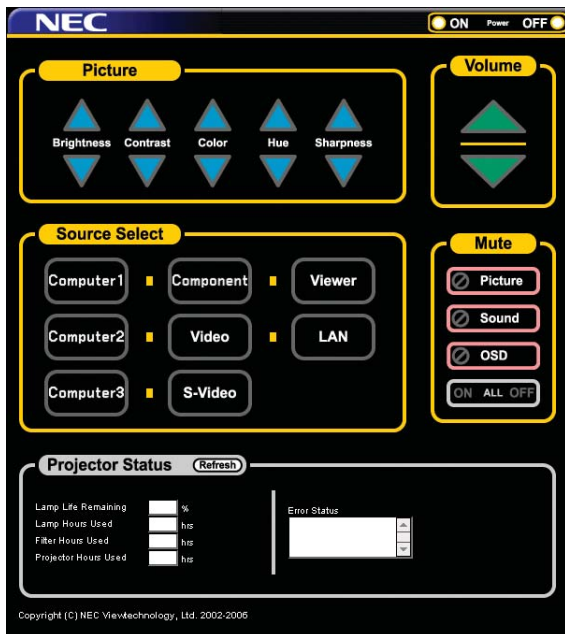 NEC
ON Power OFF
Picture
Brightness Contrast Color Hue Sharpness
Volume
Source Select
Computer1 Component Viewer
Computer2 Video LAN
Computer3 S-Video
Mute
Picture
Sound
OSD
ON ALL OFF
Projector Status Refresh
Lamp Life Remaining %
Lamp Hours Used hrs
Filter Hours Used hrs
Projector Hours Used hrs
Error Status
Copyright (C) NEC Viewtechnology, Ltd. 2002-2006